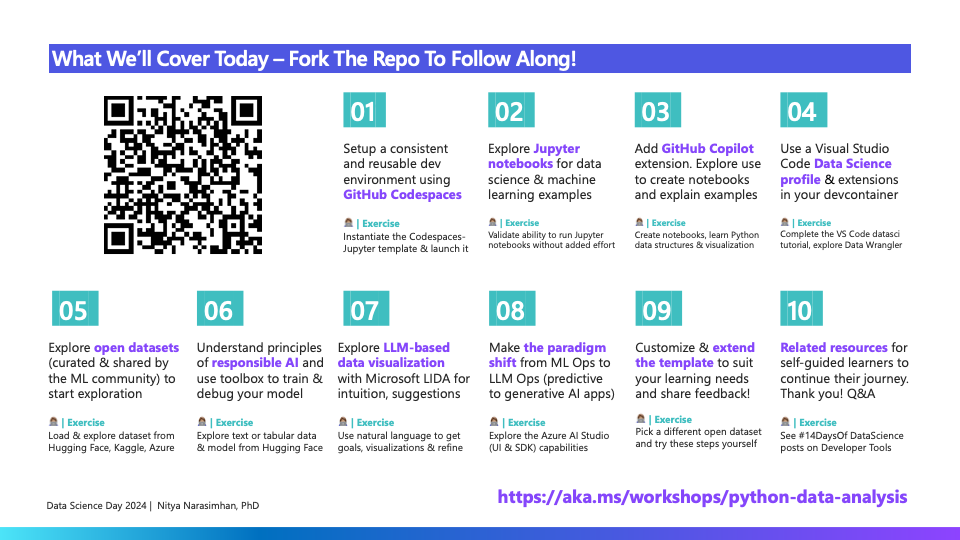 What We'll Cover Today – Fork The Repo To Follow Along!
01
Setup a consistent
and reusable dev
environment using
GitHub Codespaces
| Exercise
Instantiate the Codespaces-
Jupyter template & launch it
02
Explore Jupyter
notebooks for data
science & machine
learning examples
| Exercise
Validate ability to run Jupyter
notebooks without added effort
03
Add GitHub Copilot
extension. Explore use
to create notebooks
and explain examples
| Exercise
Create notebooks, learn Python
data structures & visualization
04
Use a Visual Studio
Code Data Science
profile & extensions
in your devcontainer
| Exercise
Complete the VS Code datasci
tutorial, explore Data Wrangler
05
Explore open datasets
(curated & shared by
the ML community) to
start exploration
| Exercise
Load & explore dataset from
Hugging Face, Kaggle, Azure
06
Understand principles
of responsible AI and
use toolbox to train &
debug your model
| Exercise
Explore text or tabular data
& model from Hugging Face
07
Explore LLM-based
data visualization
with Microsoft LIDA for
intuition, suggestions
| Exercise
Use natural language to get
goals, visualizations & refine
08
Make the paradigm
shift from ML Ops to
LLM Ops (predictive
to generative AI apps)
| Exercise
Explore the Azure AI Studio
(UI & SDK) capabilities
09
Customize & extend
the template to suit
your learning needs
and share feedback!
| Exercise
Pick a different open dataset
and try these steps yourself
10
Related resources for
self-guided learners to
continue their journey.
Thank you! Q&A
| Exercise
See #14DaysOf DataScience
posts on Developer Tools
https://aka.ms/workshops/python-data-analysis
Data Science Day 2024 | Nitya Narasimhan, PhD